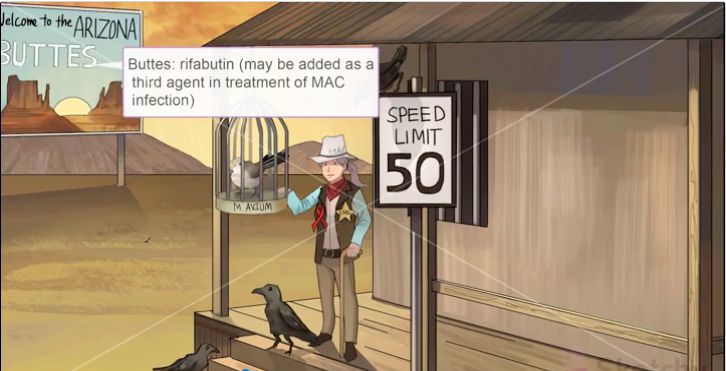 Welcome to the ARIZONA
BUTTES
Buttes: rifabutin (may be added as a
third agent in treatment of MAC
infection)
SPEED
LIMIT
50
M AVIUM